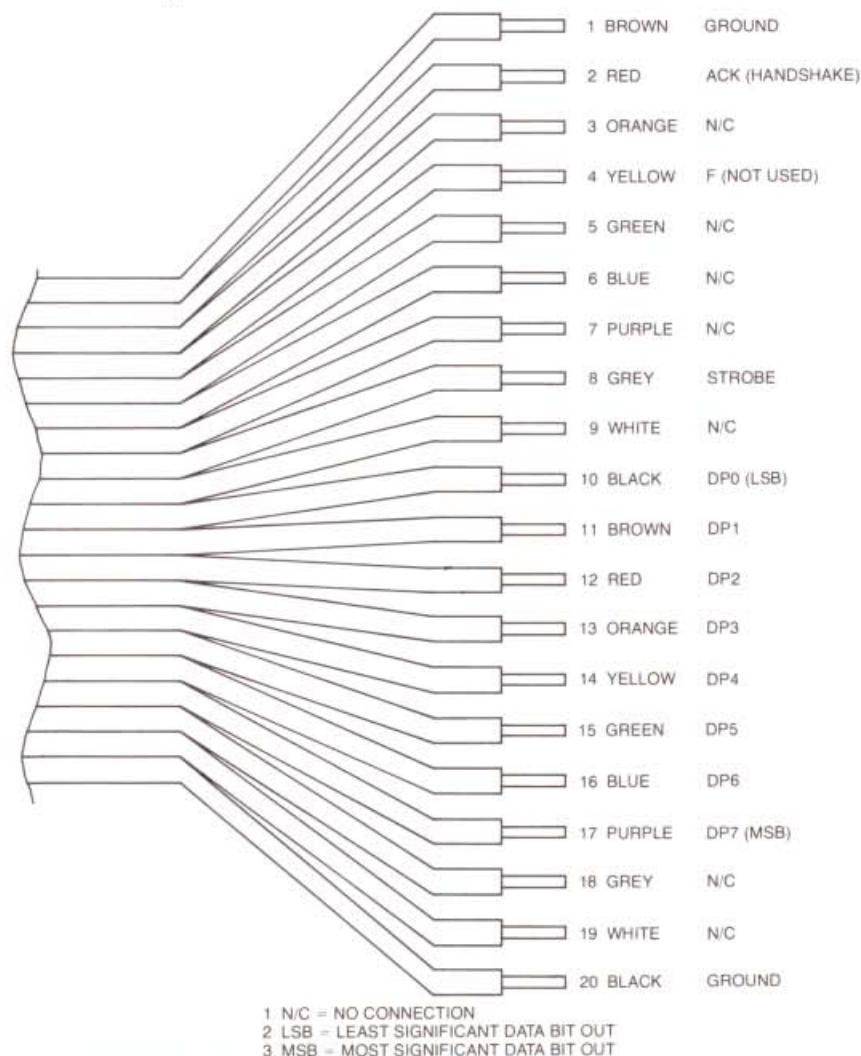 1 BROWN GROUND
2 RED ACK (HANDSHAKE)
3 ORANGE N/C
4 YELLOW F (NOT USED)
5 GREEN N/C
6 BLUE N/C
7 PURPLE N/C
8 GREY STROBE
9 WHITE N/C
10 BLACK DP0 (LSB)
11 BROWN DP1
12 RED DP2
13 ORANGE DP3
14 YELLOW DP4
15 GREEN DP5
16 BLUE DP6
17 PURPLE DP7 (MSB)
18 GREY N/C
19 WHITE N/C
20 BLACK GROUND
1 N/C = NO CONNECTION
2 LSB = LEAST SIGNIFICANT DATA BIT OUT
3 MSB = MOST SIGNIFICANT DATA BIT OUT